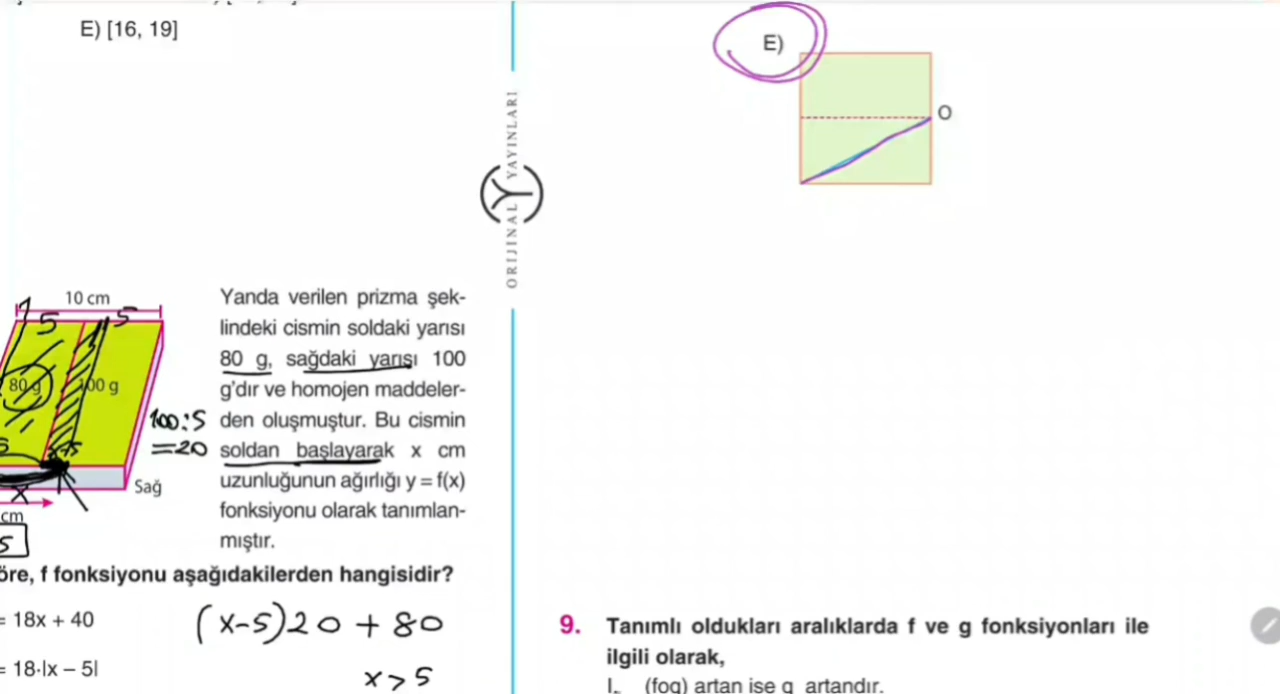 E) [16, 19]
10 cm
5
5
80 g
100 g
100:5
=20
x-5
x
Sağ
cm
5
Yanda verilen prizma şek-
lindeki cismin soldaki yarısı
80 g, sağdaki yarısı 100
g'dır ve homojen maddeler-
den oluşmuştur. Bu cismin
soldan başlayarak x cm
uzunluğunun ağırlığı y = f(x)
fonksiyonu olarak tanımlan-
mıştır.
öre, f fonksiyonu aşağıdakilerden hangisidir?
= 18x + 40
= 18·|x – 5|
(x-5)20 + 80
x > 5
ORİJİNAL YAYINLARI
E)
O
9. Tanımlı oldukları aralıklarda f ve g fonksiyonları ile
ilgili olarak,
I. (fog) artan ise g artandır.